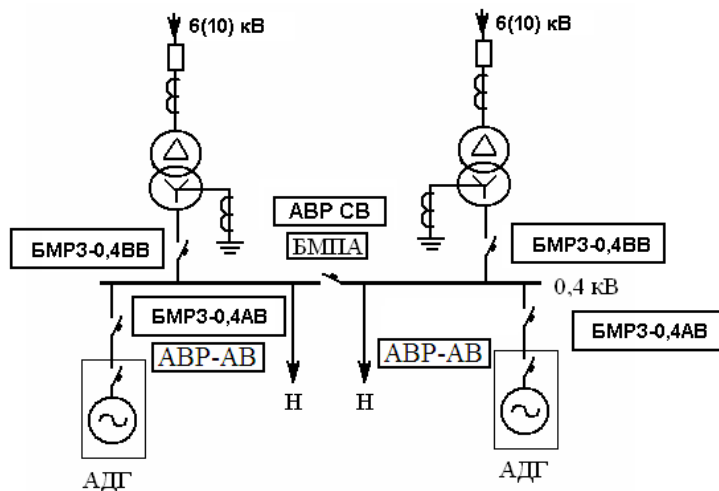 6(10) кВ
6(10) кВ
АВР СВ
БМПА
БМРЗ-0,4ВВ
БМРЗ-0,4ВВ
0,4 кВ
БМРЗ-0,4АВ
БМРЗ-0,4АВ
АВР-АВ
АВР-АВ
Н
Н
АДГ
АДГ